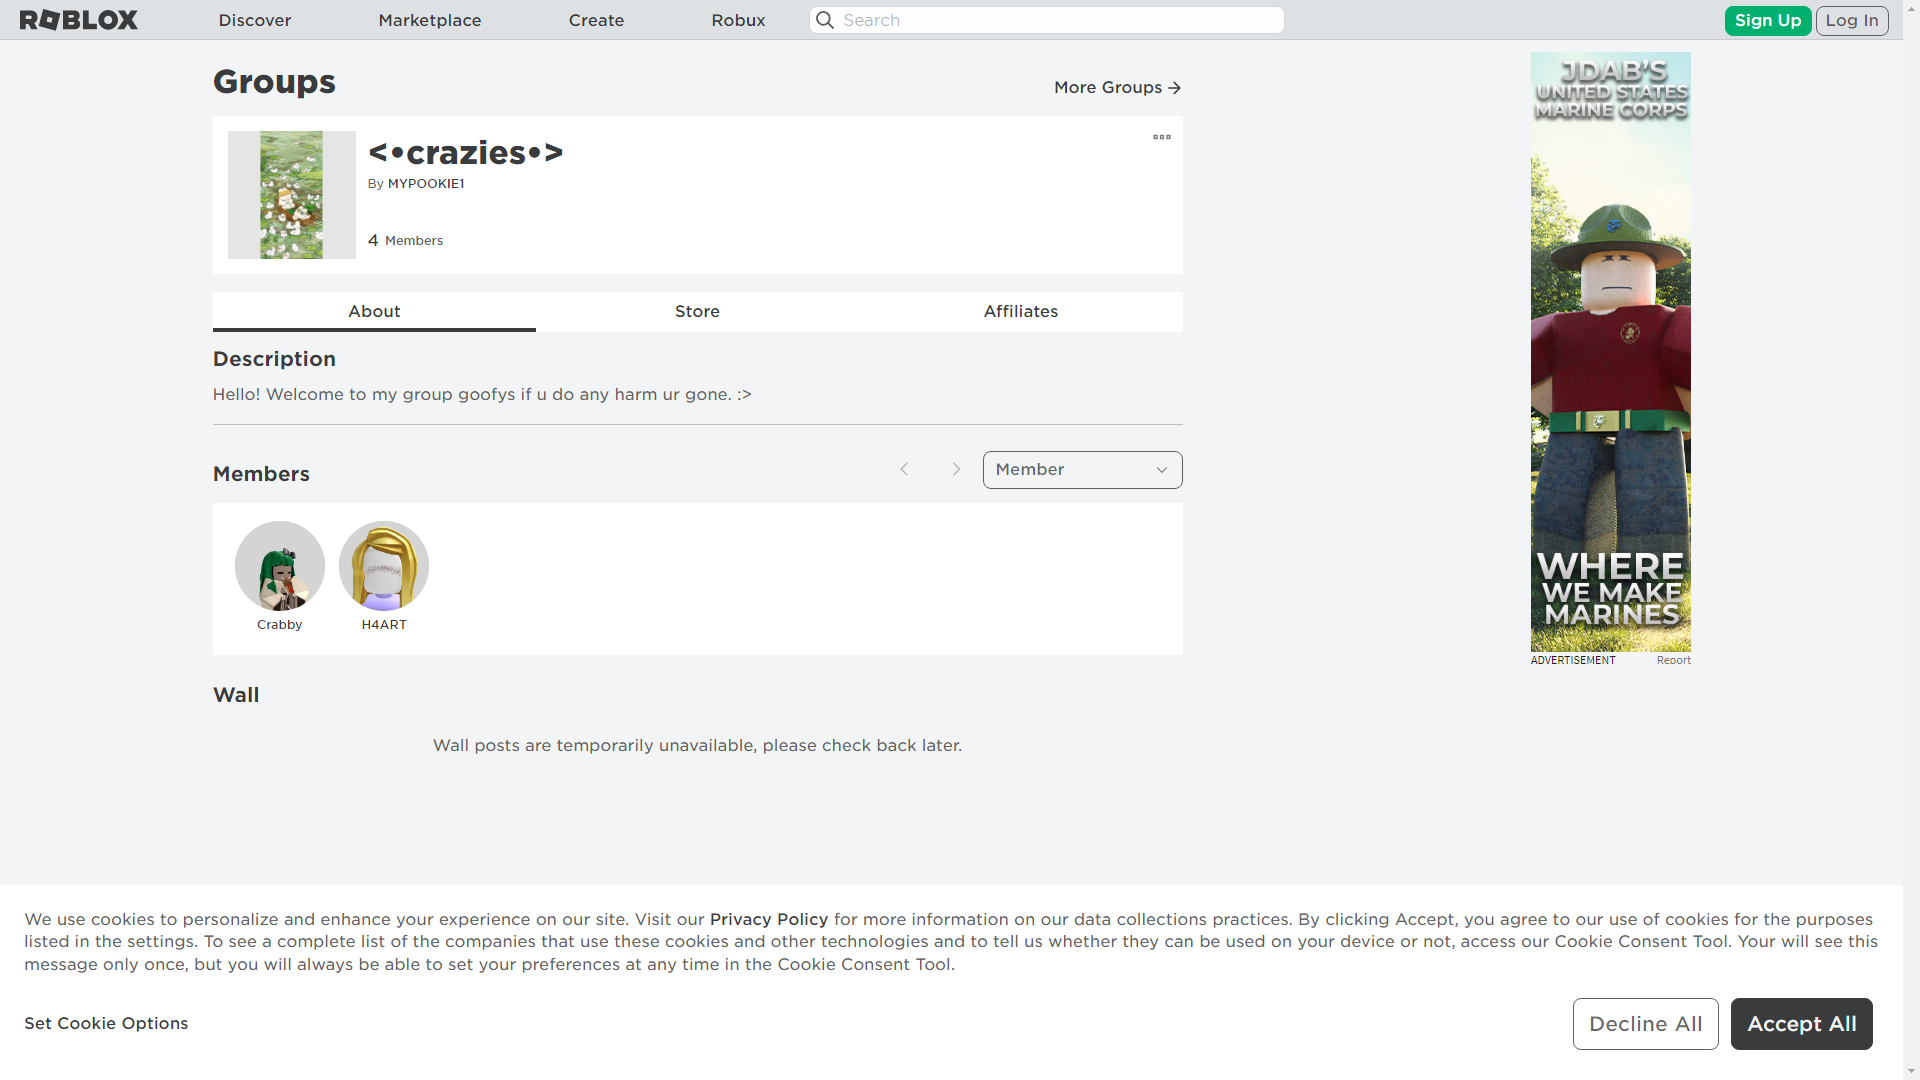 ROBLOX
Discover
Marketplace
Create
Robux
Search
Sign Up
Log In
Groups
More Groups
<•crazies•>
By MYPOOKIE1
4 Members
About
Store
Affiliates
Description
Hello! Welcome to my group goofys if u do any harm ur gone. :>
Members
Member
Crabby
H4ART
Wall
Wall posts are temporarily unavailable, please check back later.
JDAB'S
UNITED STATES
MARINE CORPS
WHERE
WE MAKE
MARINES
ADVERTISEMENT
Report
We use cookies to personalize and enhance your experience on our site. Visit our Privacy Policy for more information on our data collections practices. By clicking Accept, you agree to our use of cookies for the purposes
listed in the settings. To see a complete list of the companies that use these cookies and other technologies and to tell us whether they can be used on your device or not, access our Cookie Consent Tool. Your will see this
message only once, but you will always be able to set your preferences at any time in the Cookie Consent Tool.
Set Cookie Options
Decline All
Accept All